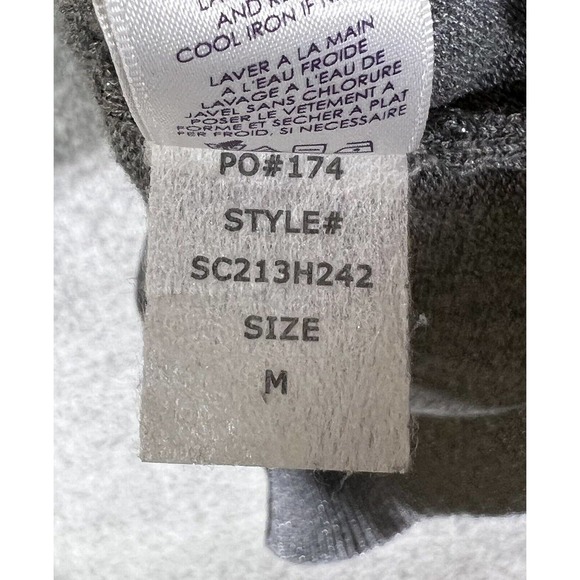 AND
COOL IRON IF
LAVER A LA MAIN
A L'EAU FROIDE
LAVAGE A L'EAU DE
JAVEL SANS CHLORURE
POSER LE VETEMENT A
FORME ET SECHER A PLAT
PER FROID, SI NECESSAIRE
PO#174
STYLE#
SC213H242
SIZE
M